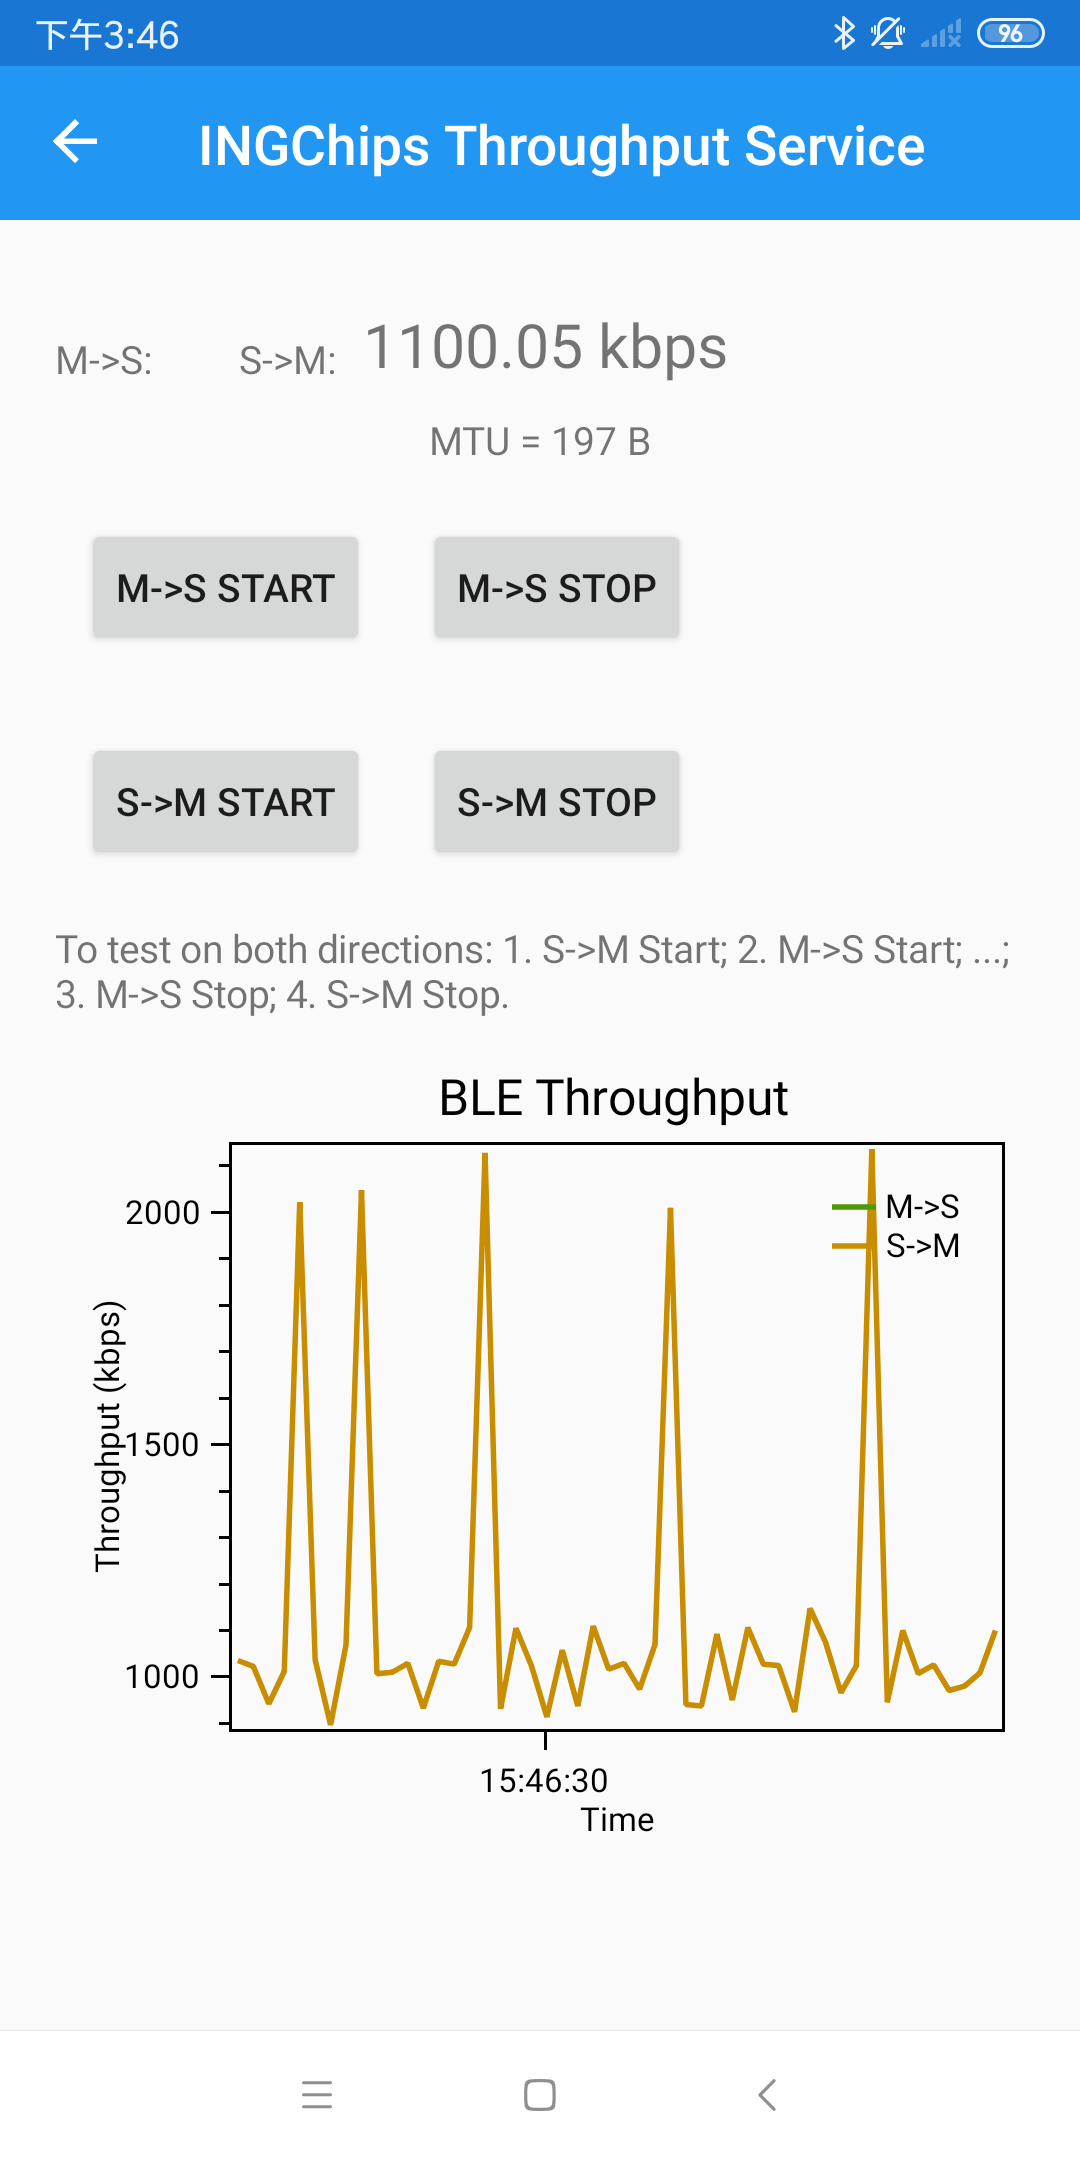 下午3:46
96
INGChips Throughput Service
M->S: S->M: 1100.05 kbps
MTU = 197 B
M->S START M->S STOP
S->M START S->M STOP
To test on both directions: 1. S->M Start; 2. M->S Start; ...;
3. M->S Stop; 4. S->M Stop.
BLE Throughput
M->S
S->M
Throughput (kbps)
2000
1500
1000
15:46:30
Time